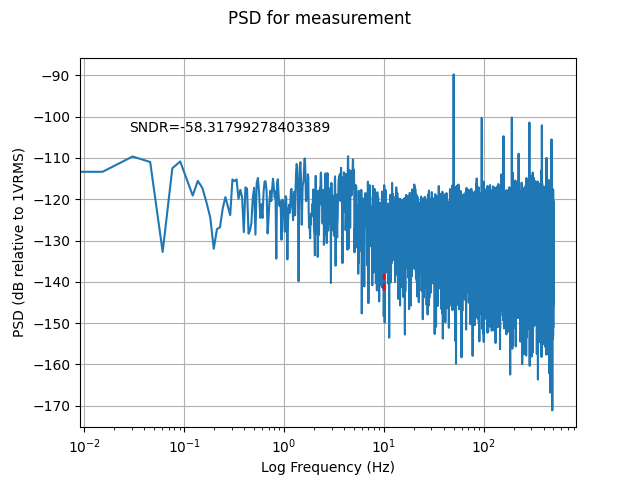 PSD for measurement
−90
−100
SNDR=-58.31799278403389
−110
−120
−130
−140
−150
−160
−170
PSD (dB relative to 1VRMS)
10⁻² 10⁻¹ 10⁰ 10¹ 10²
Log Frequency (Hz)